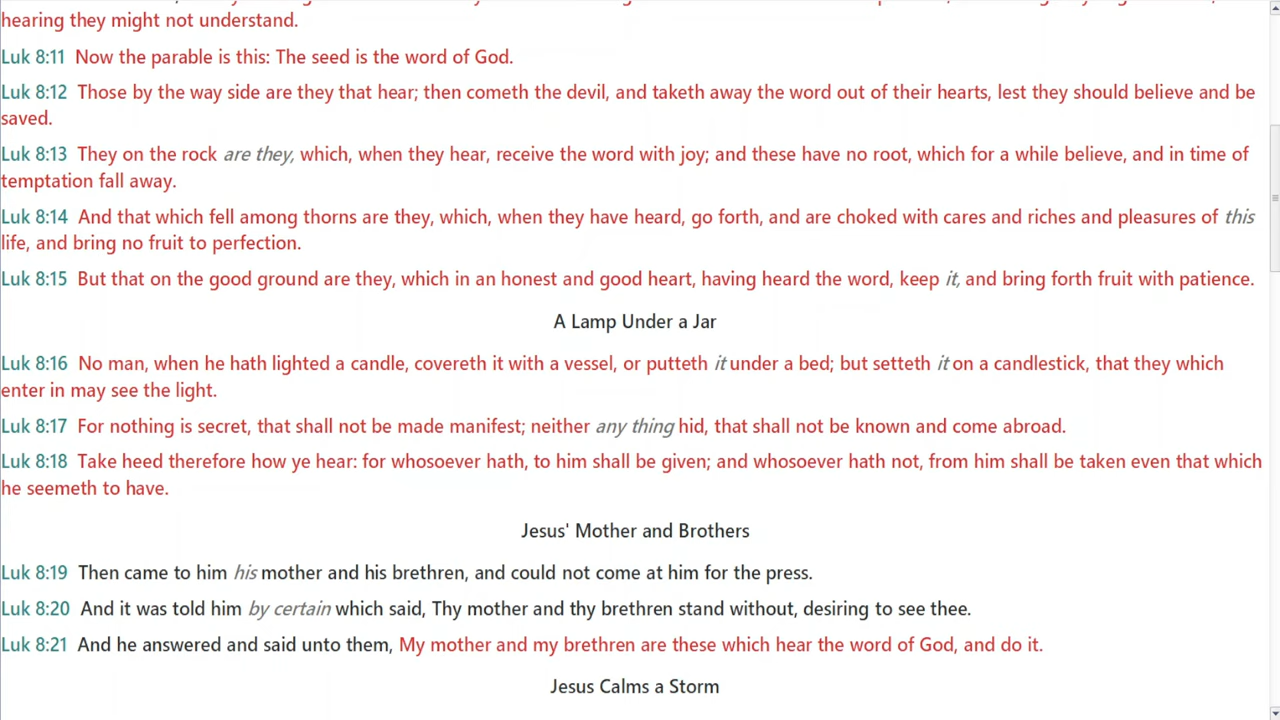 hearing they might not understand.
Luk 8:11 Now the parable is this: The seed is the word of God.
Luk 8:12 Those by the way side are they that hear; then cometh the devil, and taketh away the word out of their hearts, lest they should believe and be
saved.
Luk 8:13 They on the rock are they, which, when they hear, receive the word with joy; and these have no root, which for a while believe, and in time of
temptation fall away.
Luk 8:14 And that which fell among thorns are they, which, when they have heard, go forth, and are choked with cares and riches and pleasures of this
life, and bring no fruit to perfection.
Luk 8:15 But that on the good ground are they, which in an honest and good heart, having heard the word, keep it, and bring forth fruit with patience.
A Lamp Under a Jar
Luk 8:16 No man, when he hath lighted a candle, covereth it with a vessel, or putteth it under a bed; but setteth it on a candlestick, that they which
enter in may see the light.
Luk 8:17 For nothing is secret, that shall not be made manifest; neither any thing hid, that shall not be known and come abroad.
Luk 8:18 Take heed therefore how ye hear: for whosoever hath, to him shall be given; and whosoever hath not, from him shall be taken even that which
he seemeth to have.
Jesus' Mother and Brothers
Luk 8:19 Then came to him his mother and his brethren, and could not come at him for the press.
Luk 8:20 And it was told him by certain which said, Thy mother and thy brethren stand without, desiring to see thee.
Luk 8:21 And he answered and said unto them, My mother and my brethren are these which hear the word of God, and do it.
Jesus Calms a Storm